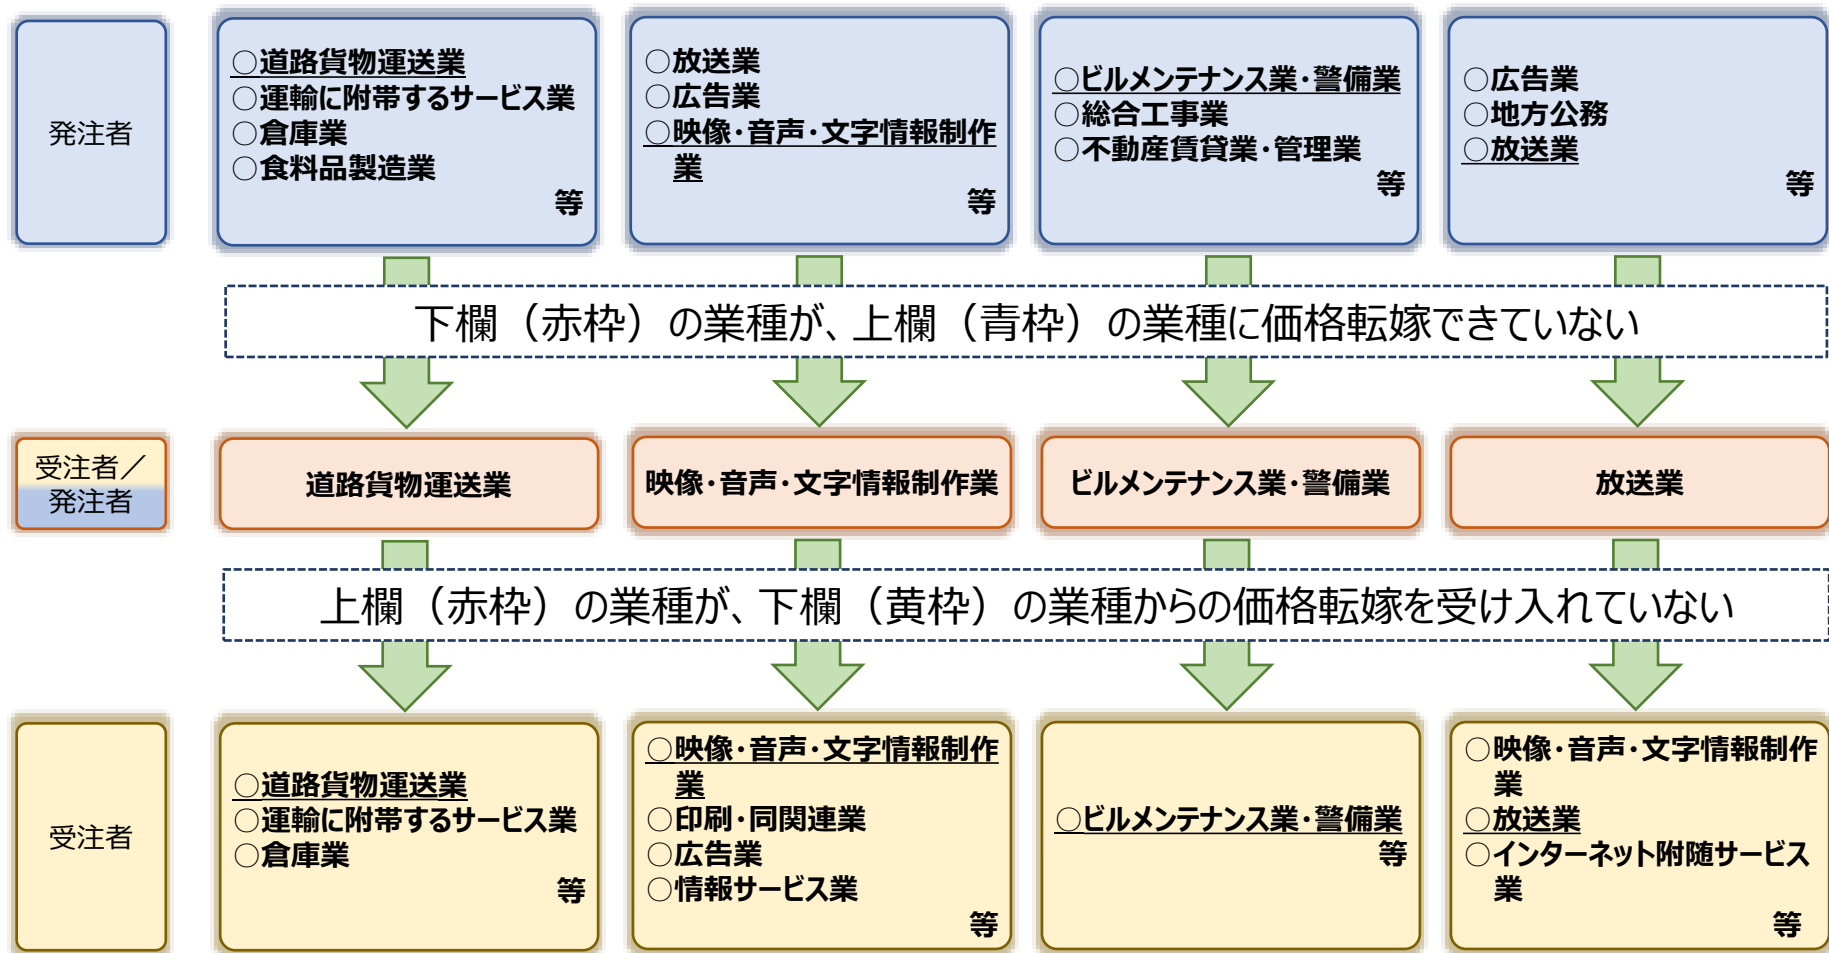 発注者
○道路貨物運送業
○運輸に附帯するサービス業
○倉庫業
○食料品製造業
等
○放送業
○広告業
○映像・音声・文字情報制作
業
等
○ビルメンテナンス業・警備業
○総合工事業
○不動産賃貸業・管理業
等
○広告業
○地方公務
○放送業
等
下欄（赤枠）の業種が、上欄（青枠）の業種に価格転嫁できていない
受注者／
発注者
道路貨物運送業
映像・音声・文字情報制作業
ビルメンテナンス業・警備業
放送業
上欄（赤枠）の業種が、下欄（黄枠）の業種からの価格転嫁を受け入れていない
受注者
○道路貨物運送業
○運輸に附帯するサービス業
○倉庫業
等
○映像・音声・文字情報制作
業
○印刷・同関連業
○広告業
○情報サービス業
等
○ビルメンテナンス業・警備業
等
○映像・音声・文字情報制作
業
○放送業
○インターネット附随サービス
業
等